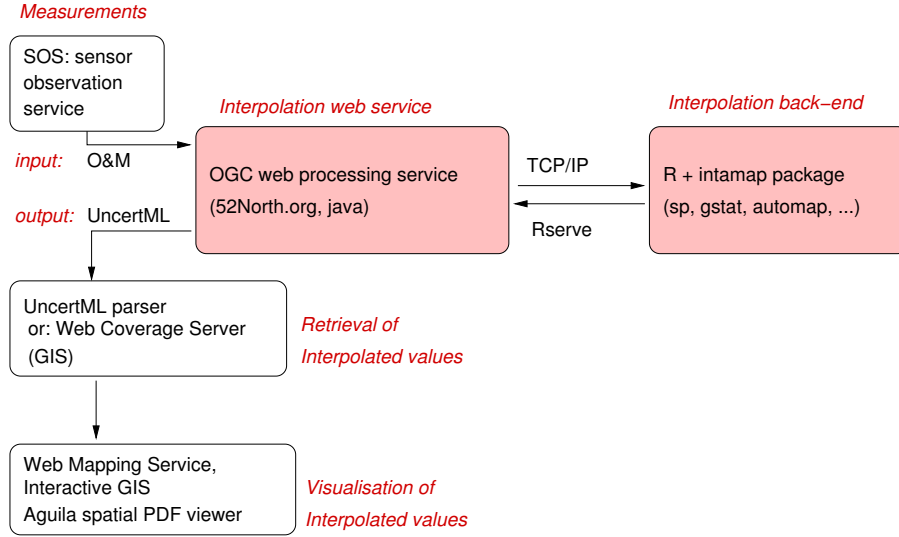 Measurements
SOS: sensor
observation
service
input: O&M
Interpolation web service
OGC web processing service
(52North.org, java)
TCP/IP
Rserve
Interpolation back–end
R + intamap package
(sp, gstat, automap, ...)
output: UncertML
UncertML parser
or: Web Coverage Server
(GIS)
Retrieval of
Interpolated values
Web Mapping Service,
Interactive GIS
Aguila spatial PDF viewer
Visualisation of
Interpolated values